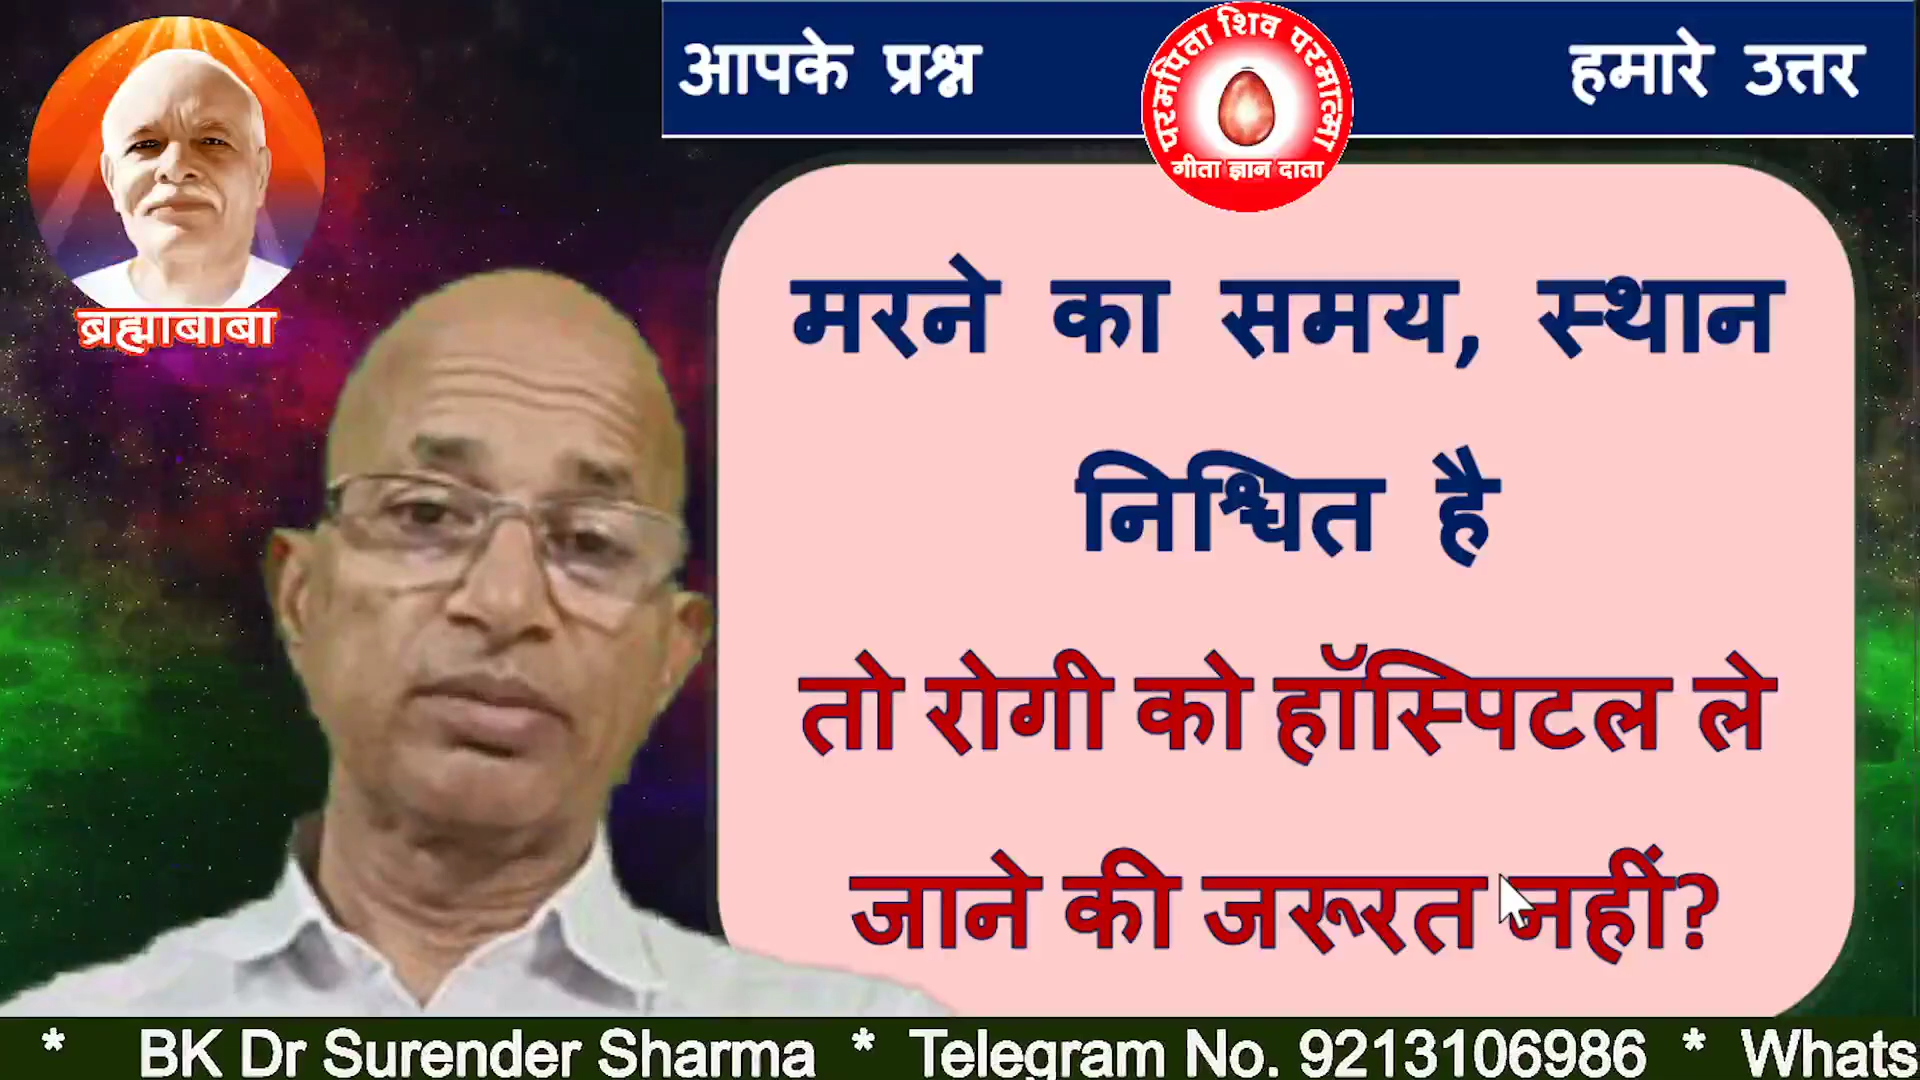 आपके प्रश्न
परमपिता शिव परमात्मा
गीता ज्ञान दाता
हमारे उत्तर
ब्रह्माबाबा
मरने का समय, स्थान
निश्चित है
तो रोगी को हॉस्पिटल ले
जाने की जरूरत नहीं?
* BK Dr Surender Sharma * Telegram No. 9213106986 * Whats